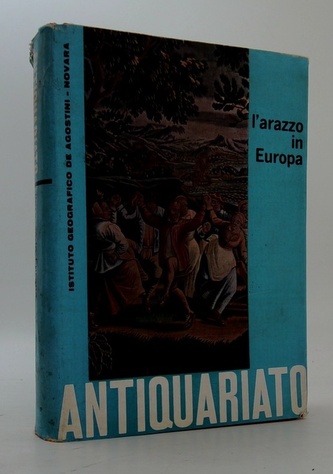 l'arazzo
in
Europa
ISTITUTO GEOGRAFICO DE AGOSTINI - NOVARA
ANTIQUARIATO